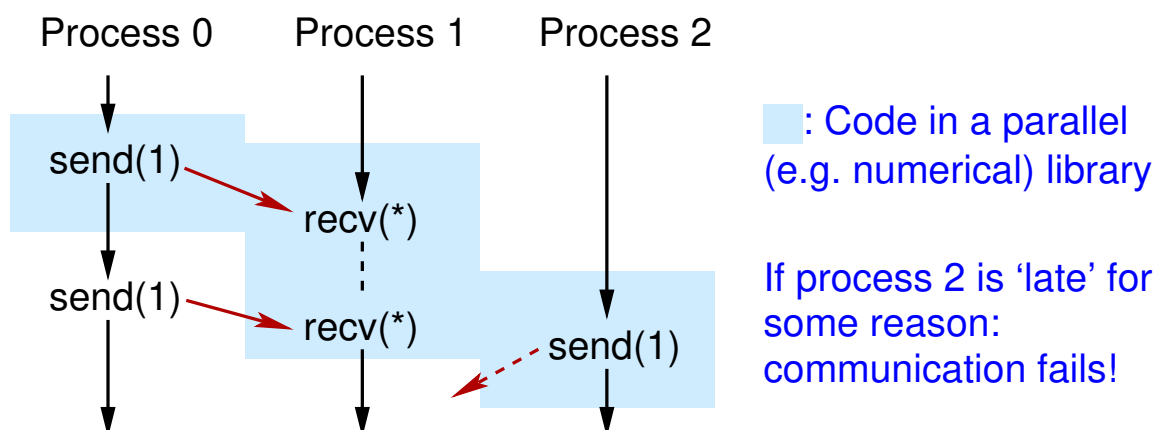 Process 0 Process 1 Process 2
: Code in a parallel
(e.g. numerical) library
send(1)
recv(*)
send(1)
recv(*)
send(1)
If process 2 is ‘late’ for
some reason:
communication fails!